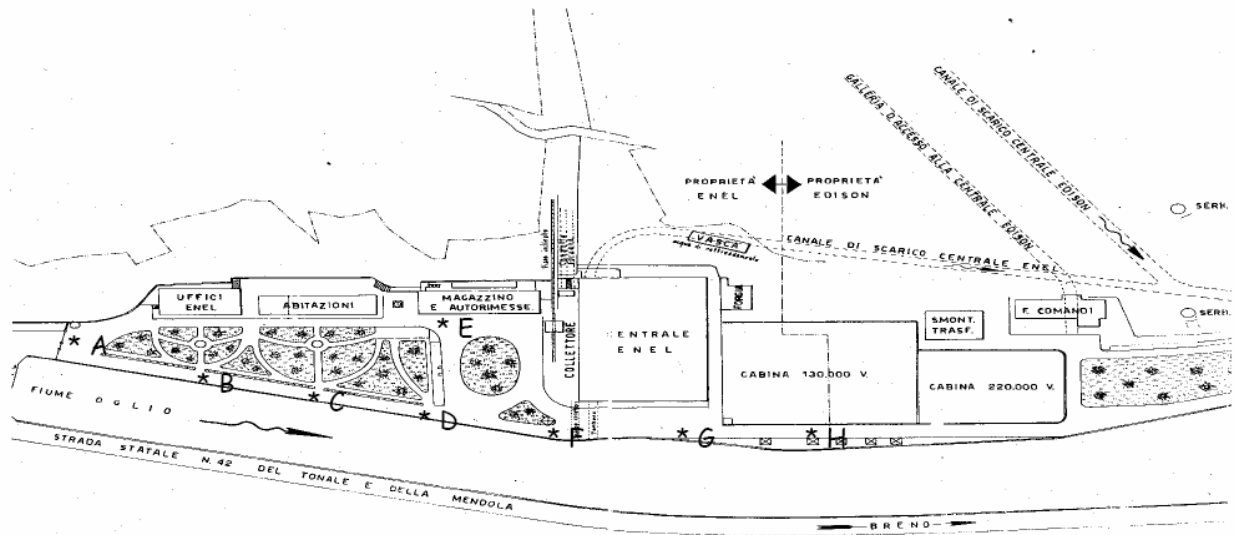 CANALE DI SCARICO CENTRALE EDISON
GALLERIA D'ACCESSO ALLA CENTRALE EDISON
PROPRIETÀ
ENEL
PROPRIETÀ
EDISON
SERB.
VASCA
CANALE DI SCARICO CENTRALE ENEL
UFFICI
ENEL
ABITAZIONI
MAGAZZINO
E AUTORIMESSE
FORGIA
SMONT.
TRASF.
F. COMANDI
SERB.
COLLETTORE
CENTRALE
ENEL
CABINA 130.000 V.
CABINA 220.000 V.
A
B
C
D
E
F
G
H
FIUME OGLIO
STRADA STATALE N. 42 DEL TONALE E DELLA MENDOLA
BRENO